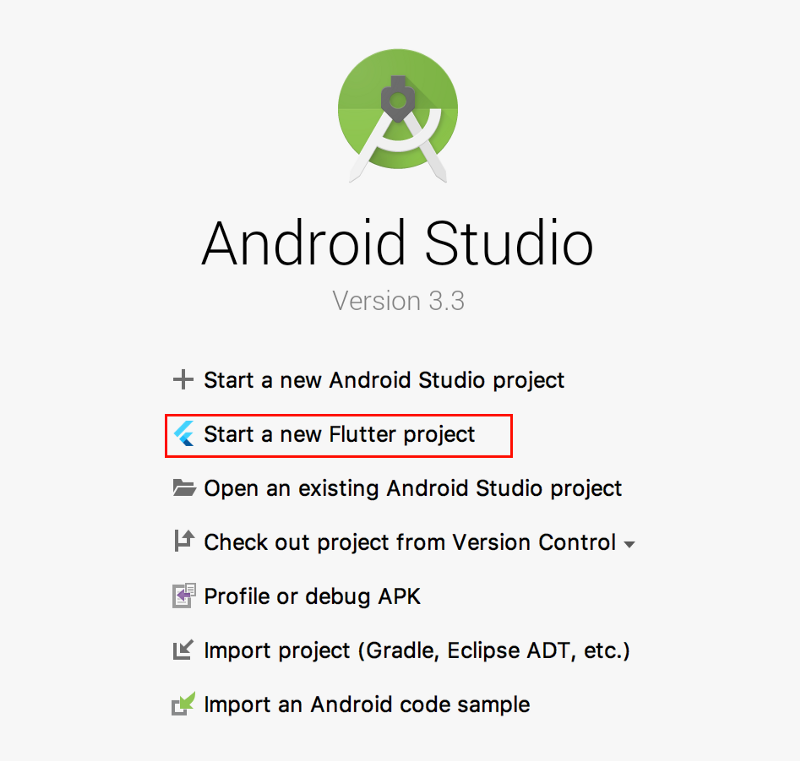 Android Studio
Version 3.3
Start a new Android Studio project
Start a new Flutter project
Open an existing Android Studio project
Check out project from Version Control
Profile or debug APK
Import project (Gradle, Eclipse ADT, etc.)
Import an Android code sample